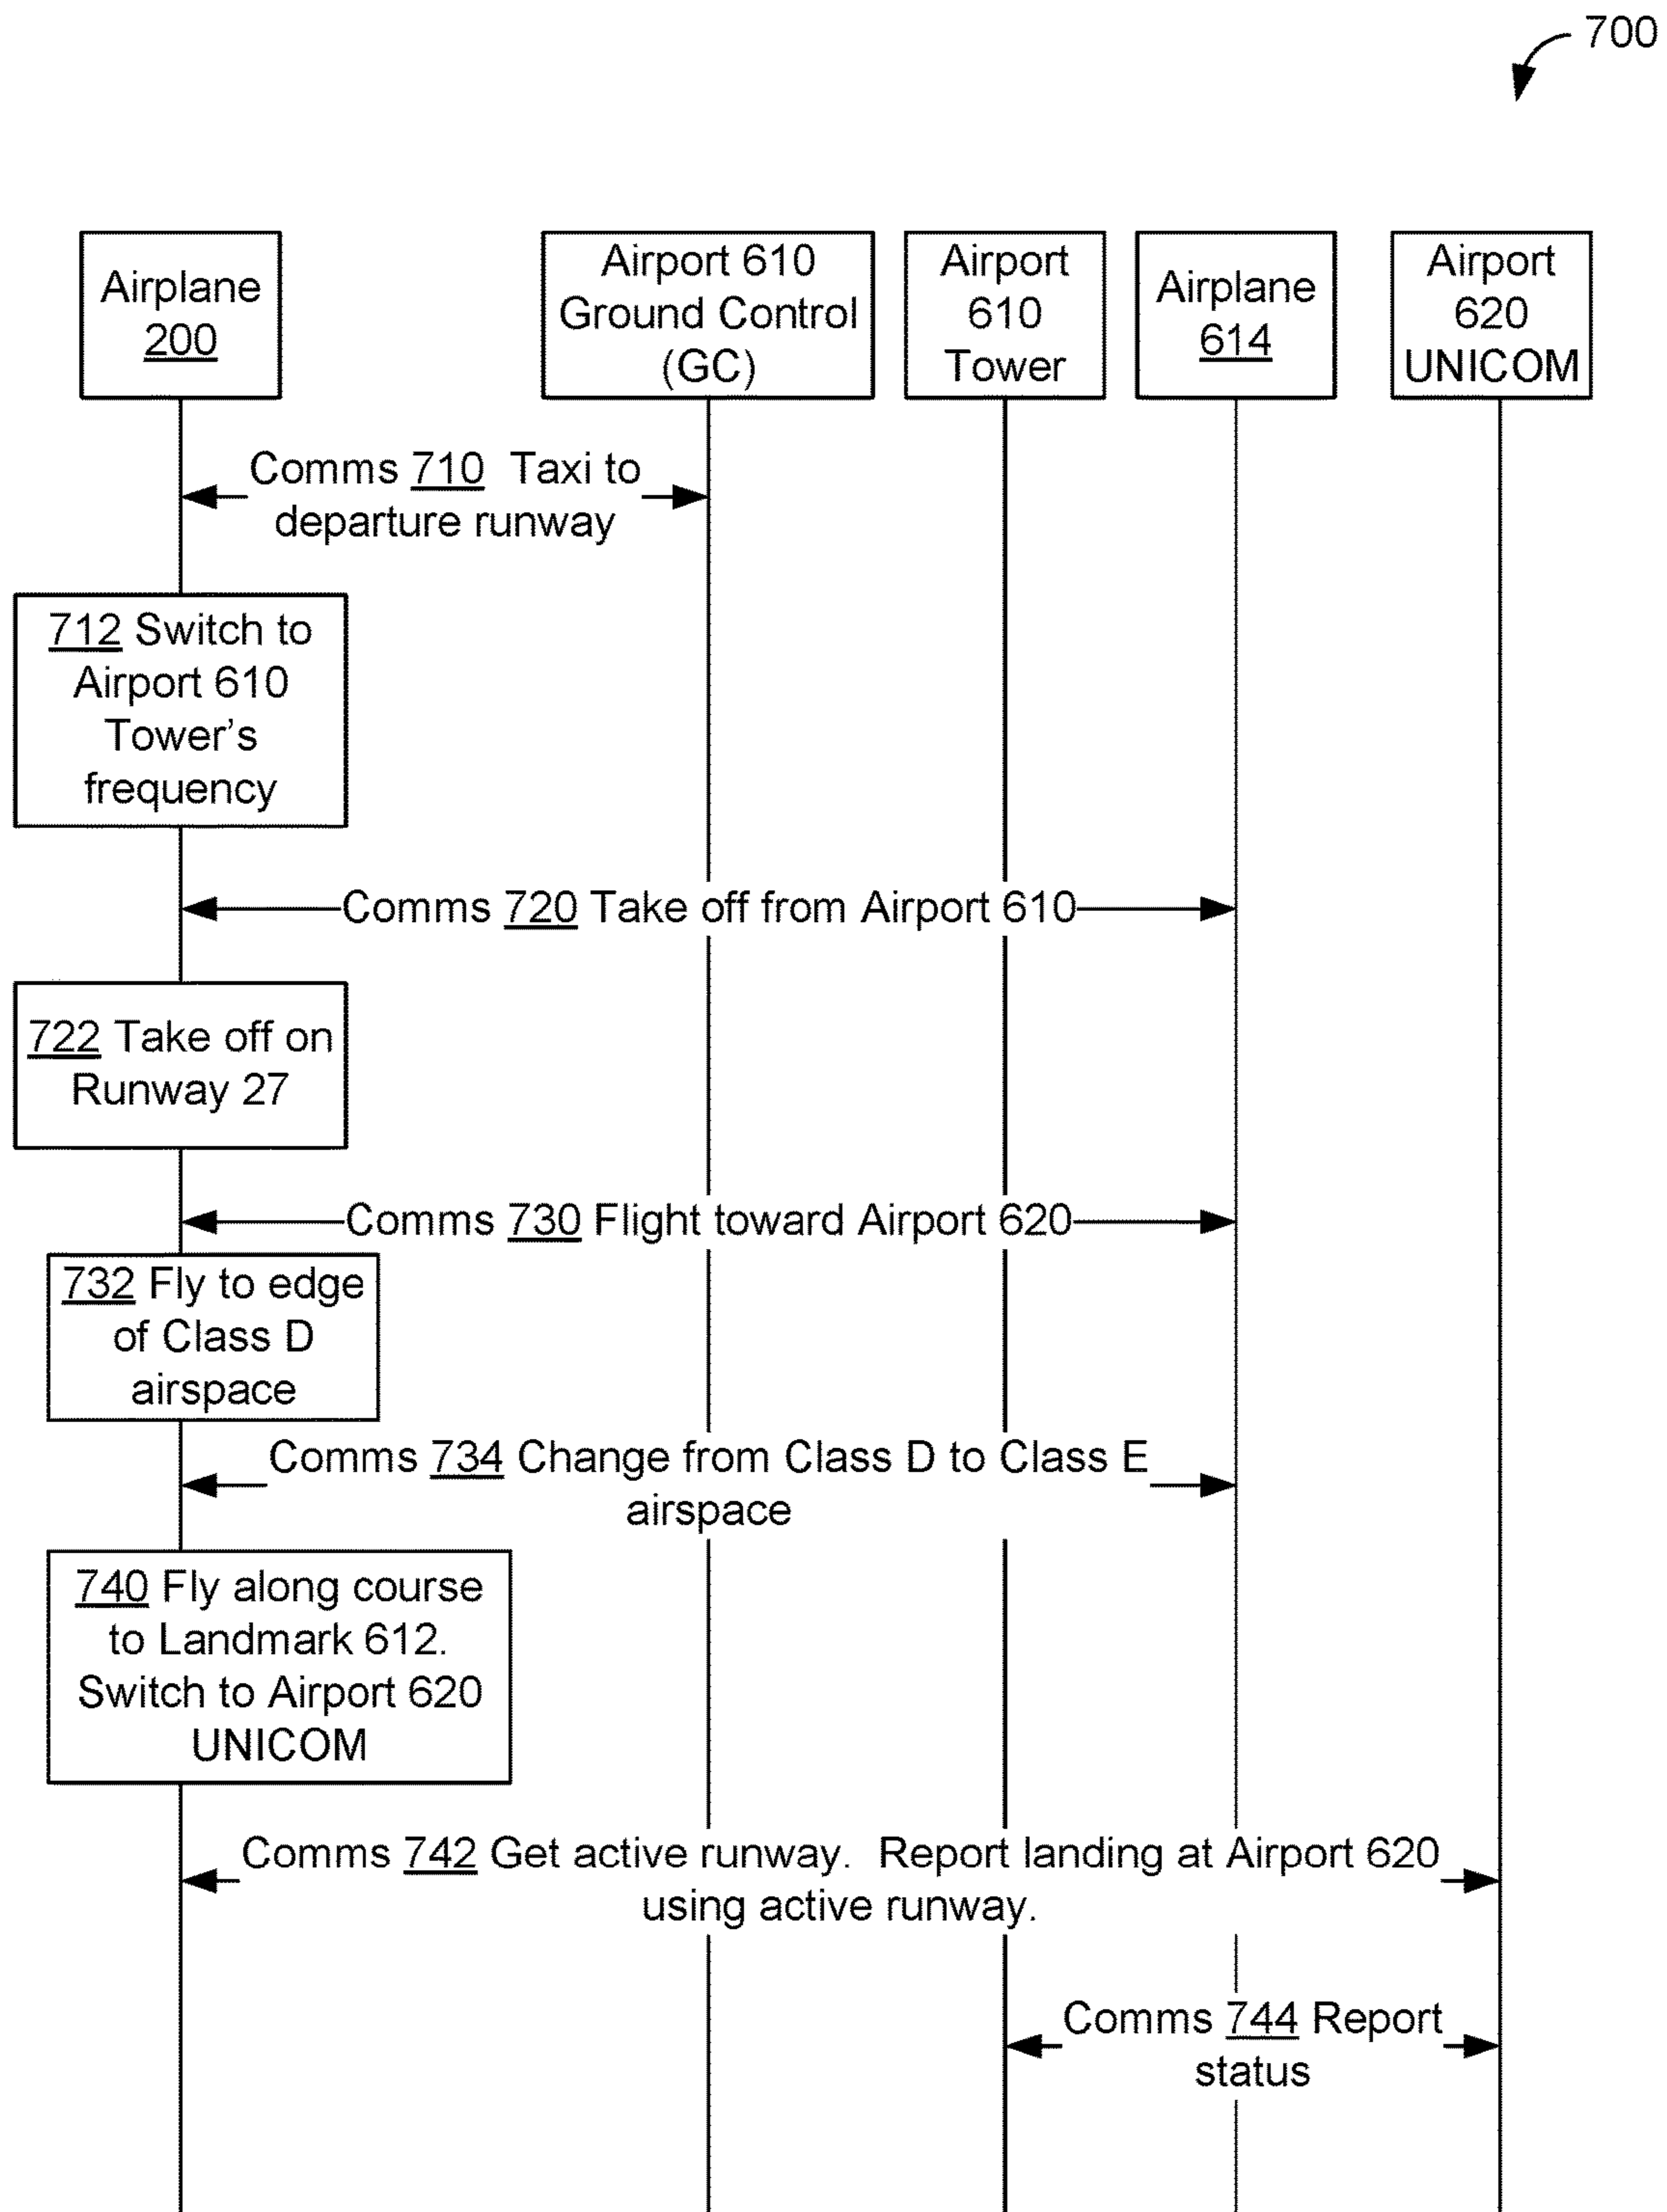 700
Airplane
200
Airport 610
Ground Control
(GC)
Airport
610
Tower
Airplane
614
Airport
620
UNICOM
Comms 710 Taxi to
departure runway
712 Switch to
Airport 610
Tower's
frequency
Comms 720 Take off from Airport 610
722 Take off on
Runway 27
Comms 730 Flight toward Airport 620
732 Fly to edge
of Class D
airspace
Comms 734 Change from Class D to Class E
airspace
740 Fly along course
to Landmark 612.
Switch to Airport 620
UNICOM
Comms 742 Get active runway. Report landing at Airport 620
using active runway.
Comms 744 Report
status